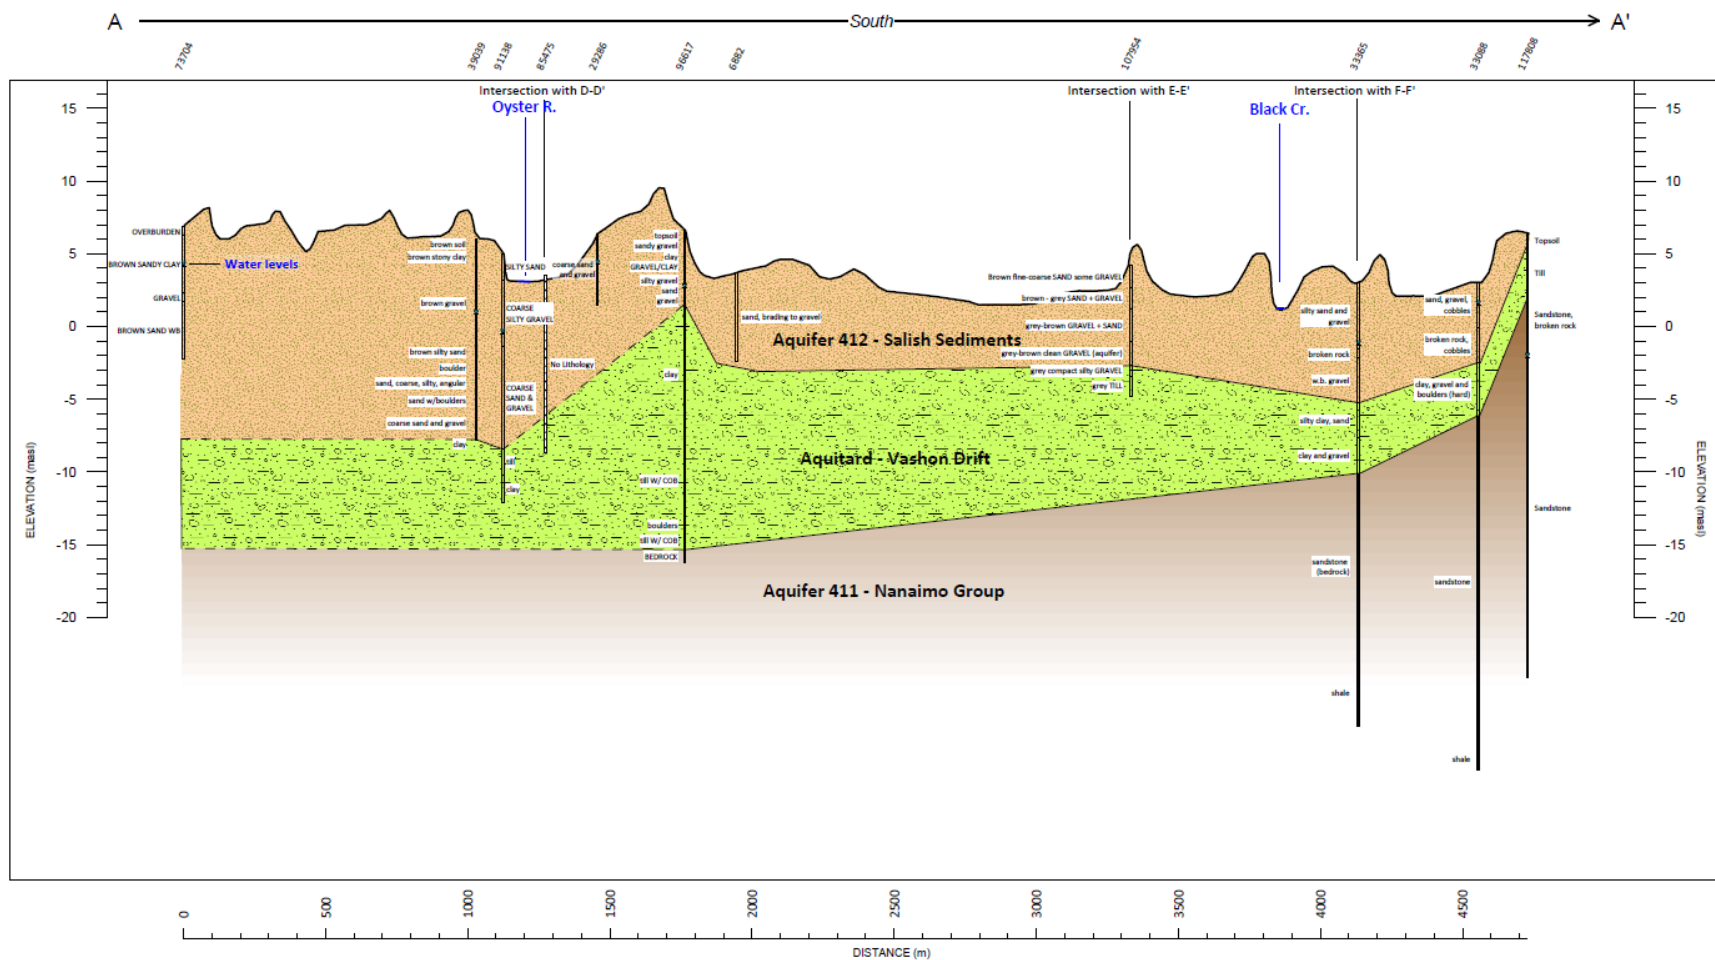 A
South
A'
73704
39039
91138
85475
29286
96617
6882
107954
33365
33088
117808
Intersection with D-D'
Intersection with E-E'
Intersection with F-F'
Oyster R.
Black Cr.
15
10
5
0
-5
-10
-15
-20
ELEVATION (masl)
15
10
5
0
-5
-10
-15
-20
ELEVATION (masl)
OVERBURDEN
BROWN SANDY CLAY
Water levels
GRAVEL
BROWN SAND WB
brown soil
brown stony clay
brown gravel
brown silty sand
boulder
sand, coarse, silty, angular
sand w/boulders
coarse sand and gravel
clay
SILTY SAND
COARSE
SILTY GRAVEL
COARSE
SAND &
GRAVEL
till
clay
No Lithology
coarse sand
and gravel
topsoil
sandy gravel
clay
GRAVEL/CLAY
silty gravel
sand
gravel
clay
till W/ COB
boulders
till W/ COB
BEDROCK
sand, brading to gravel
Aquifer 412 - Salish Sediments
Aquitard - Vashon Drift
Aquifer 411 - Nanaimo Group
Brown fine-coarse SAND some GRAVEL
brown - grey SAND + GRAVEL
grey-brown GRAVEL + SAND
grey-brown clean GRAVEL (aquifer)
grey compact silty GRAVEL
grey TILL
silty sand and
gravel
broken rock
w.b. gravel
silty clay, sand
clay and gravel
sandstone
(bedrock)
shale
sand, gravel,
cobbles
broken rock,
cobbles
clay, gravel and
boulders (hard)
sandstone
shale
Topsoil
Till
Sandstone,
broken rock
Sandstone
0
500
1000
1500
2000
2500
3000
3500
4000
4500
DISTANCE (m)